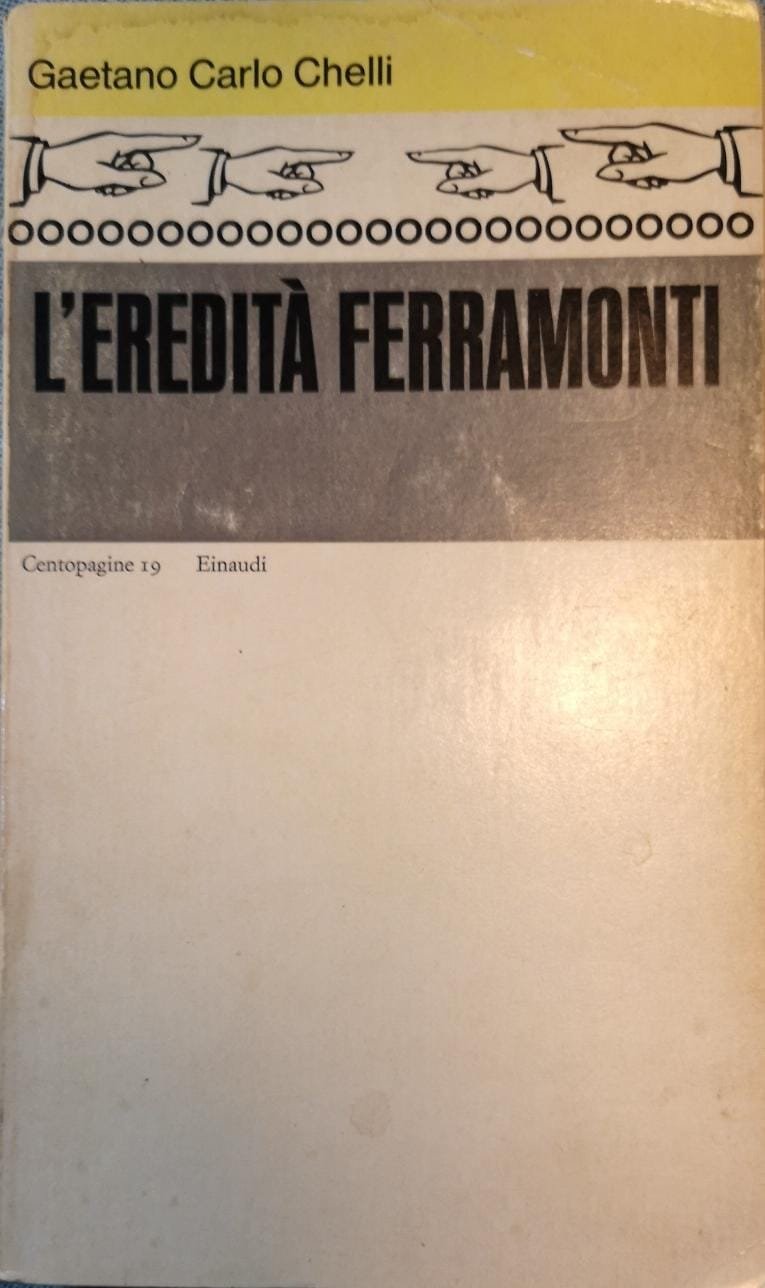 Gaetano Carlo Chelli
L'EREDITÀ FERRAMONTI
Centopagine 19 Einaudi